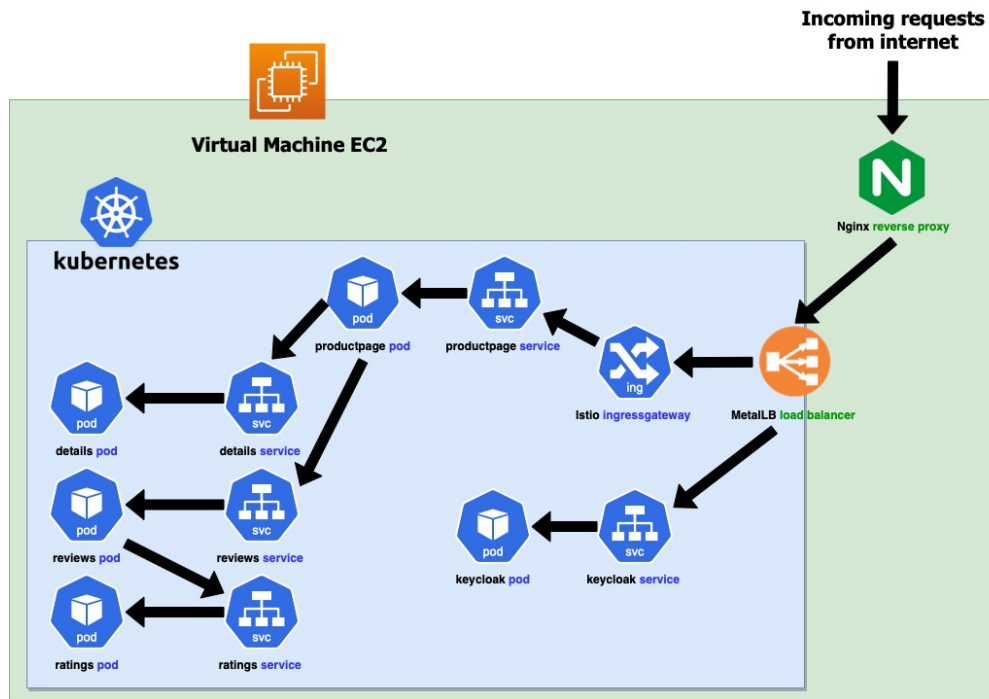 Incoming requests
from internet
Virtual Machine EC2
N
Nginx reverse proxy
kubernetes
pod
svc
productpage pod
productpage service
ing
Istio ingressgateway
MetalLB load balancer
pod
svc
details pod
details service
pod
svc
reviews pod
reviews service
pod
svc
keycloak pod
keycloak service
pod
svc
ratings pod
ratings service